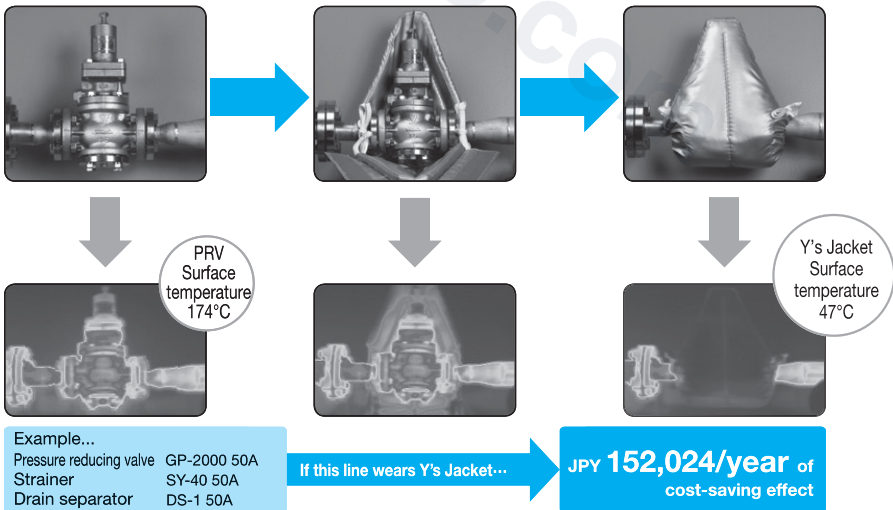 PRV
Surface
temperature
174°C
Y's Jacket
Surface
temperature
47°C
Example...
Pressure reducing valve GP-2000 50A
Strainer SY-40 50A
Drain separator DS-1 50A
If this line wears Y's Jacket···
JPY 152,024/year of
cost-saving effect